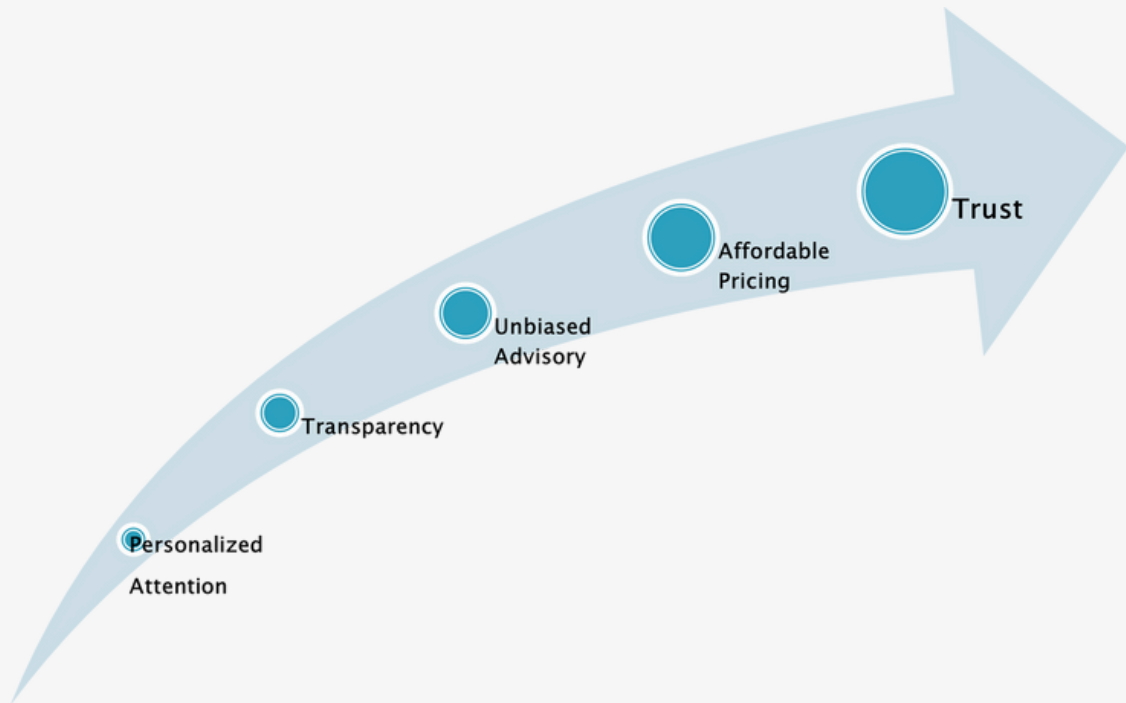 Trust
Affordable
Pricing
Unbiased
Advisory
Transparency
Personalized
Attention